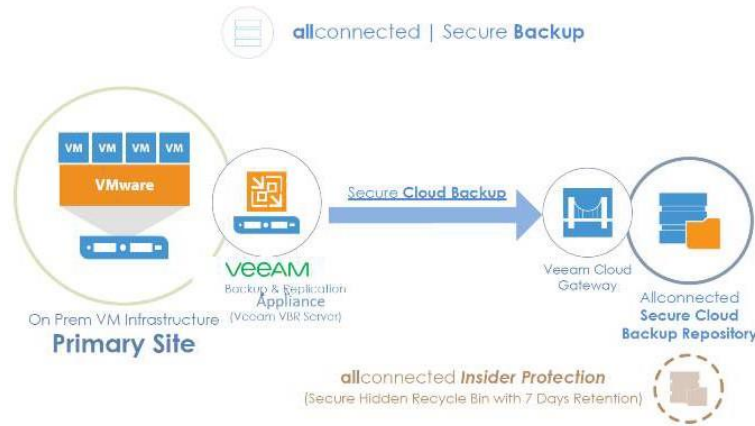 allconnected | Secure Backup
VM VM VM VM
VMware
Secure Cloud Backup
veeAM
Backup & Replication
Appliance
(Veeam VBR Server)
Veeam Cloud
Gateway
On Prem VM Infrastructure
Primary Site
Allconnected
Secure Cloud
Backup Repository
allconnected Insider Protection
(Secure Hidden Recycle Bin with 7 Days Retention)